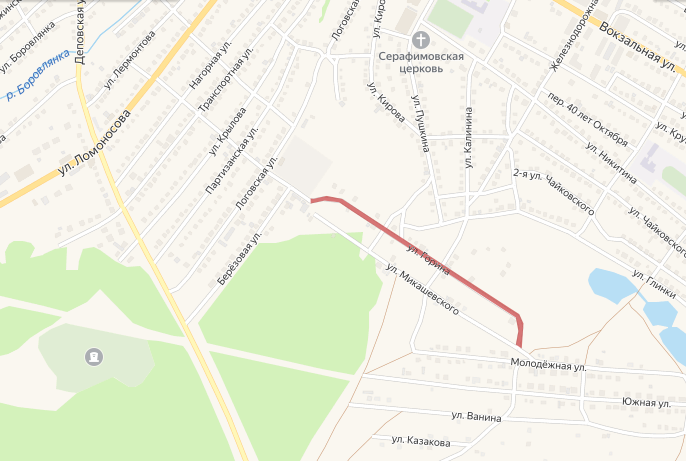 ул. Боровлянка
Деповская ул.
р. Боровлянка
ул. Лермонтова
ул. Ломоносова
Нагорная ул.
Транспортная ул.
ул. Крылова
Партизанская ул.
Логовская ул.
Берёзовая ул.
Логовская
ул. Киро
Серафимовская
церковь
ул. Кирова
ул. Пушкина
ул. Калинина
Железнодорожная
Вокзальная ул.
пер. 40 лет Октября
ул. Никитина
2-я ул. Чайковского
ул. Чайковского
ул. Глинки
ул. Горина
ул. Микашевского
Молодёжная ул.
Южная ул.
ул. Ванина
ул. Казакова